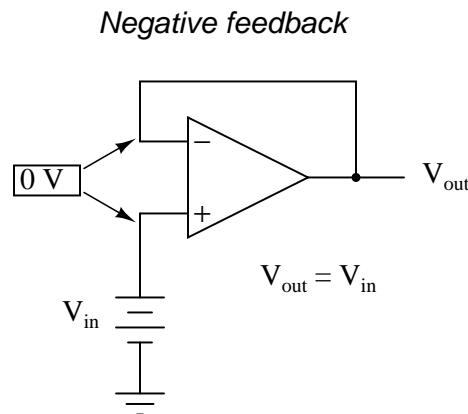 Negative feedback
−
0 V
+
V_out
V_out = V_in
V_in